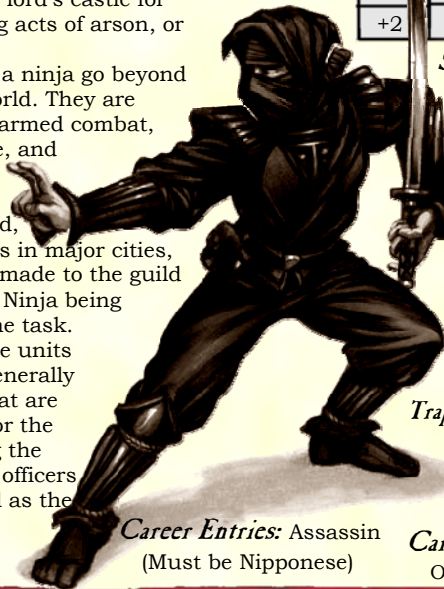 lord's castle for
g acts of arson, or
a ninja go beyond
orld. They are
armed combat,
e, and
d,
s in major cities,
made to the guild
Ninja being
he task.
e units
enerally
at are
or the
g the
officers
d as the
+2
S
Trap
Career Entries: Assassin
(Must be Nipponese)
Car
O